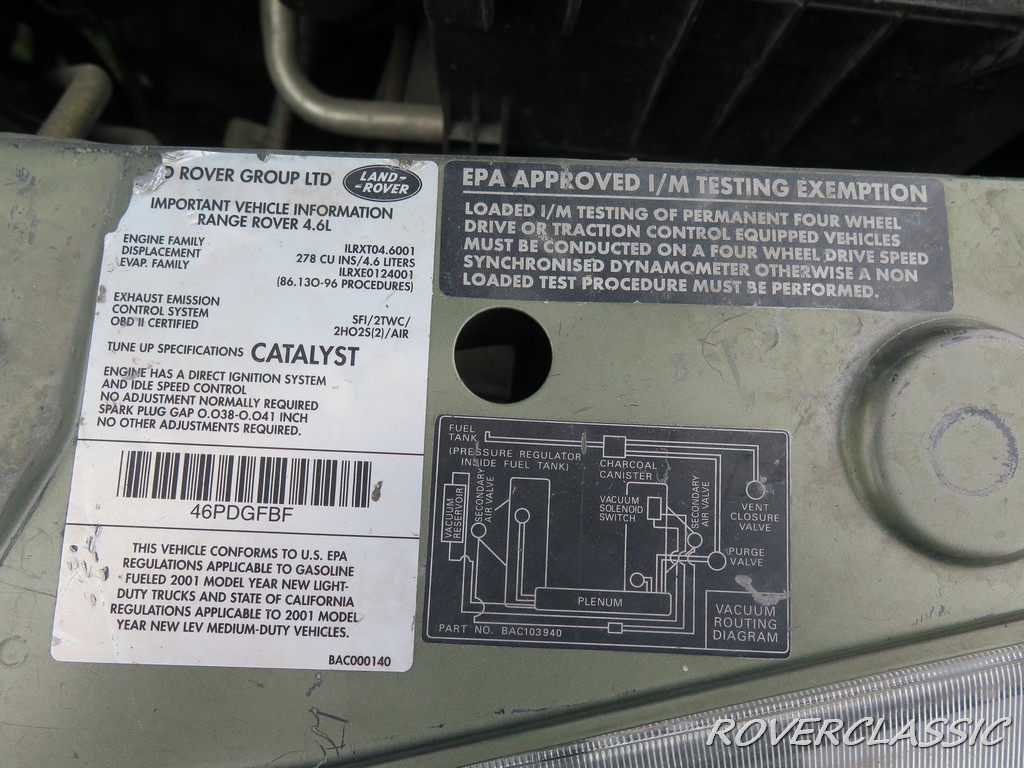 D ROVER GROUP LTD
LAND-
-ROVER
IMPORTANT VEHICLE INFORMATION
RANGE ROVER 4.6L
ENGINE FAMILY 1LRXT04.6001
DISPLACEMENT 278 CU INS/4.6 LITERS
EVAP. FAMILY 1LRXE0124001
(86.130-96 PROCEDURES)
EXHAUST EMISSION
CONTROL SYSTEM SFI/2TWC/
OBD II CERTIFIED 2HO2S(2)/AIR
TUNE UP SPECIFICATIONS CATALYST
ENGINE HAS A DIRECT IGNITION SYSTEM
AND IDLE SPEED CONTROL
NO ADJUSTMENT NORMALLY REQUIRED
SPARK PLUG GAP 0.038-0.041 INCH
NO OTHER ADJUSTMENTS REQUIRED.
46PDGFBF
THIS VEHICLE CONFORMS TO U.S. EPA
REGULATIONS APPLICABLE TO GASOLINE
FUELED 2001 MODEL YEAR NEW LIGHT-
DUTY TRUCKS AND STATE OF CALIFORNIA
REGULATIONS APPLICABLE TO 2001 MODEL
YEAR NEW LEV MEDIUM-DUTY VEHICLES.
BAC000140
EPA APPROVED I/M TESTING EXEMPTION
LOADED I/M TESTING OF PERMANENT FOUR WHEEL
DRIVE OR TRACTION CONTROL EQUIPPED VEHICLES
MUST BE CONDUCTED ON A FOUR WHEEL DRIVE SPEED
SYNCHRONISED DYNAMOMETER OTHERWISE A NON
LOADED TEST PROCEDURE MUST BE PERFORMED.
FUEL
TANK
(PRESSURE REGULATOR
INSIDE FUEL TANK)
CHARCOAL
CANISTER
VACUUM
RESERVOIR
SECONDARY
AIR VALVE
VACUUM
SOLENOID
SWITCH
SECONDARY
AIR VALVE
VENT
CLOSURE
VALVE
PURGE
VALVE
PLENUM
VACUUM
ROUTING
DIAGRAM
PART NO. BAC103940
ROVERCLASSIC